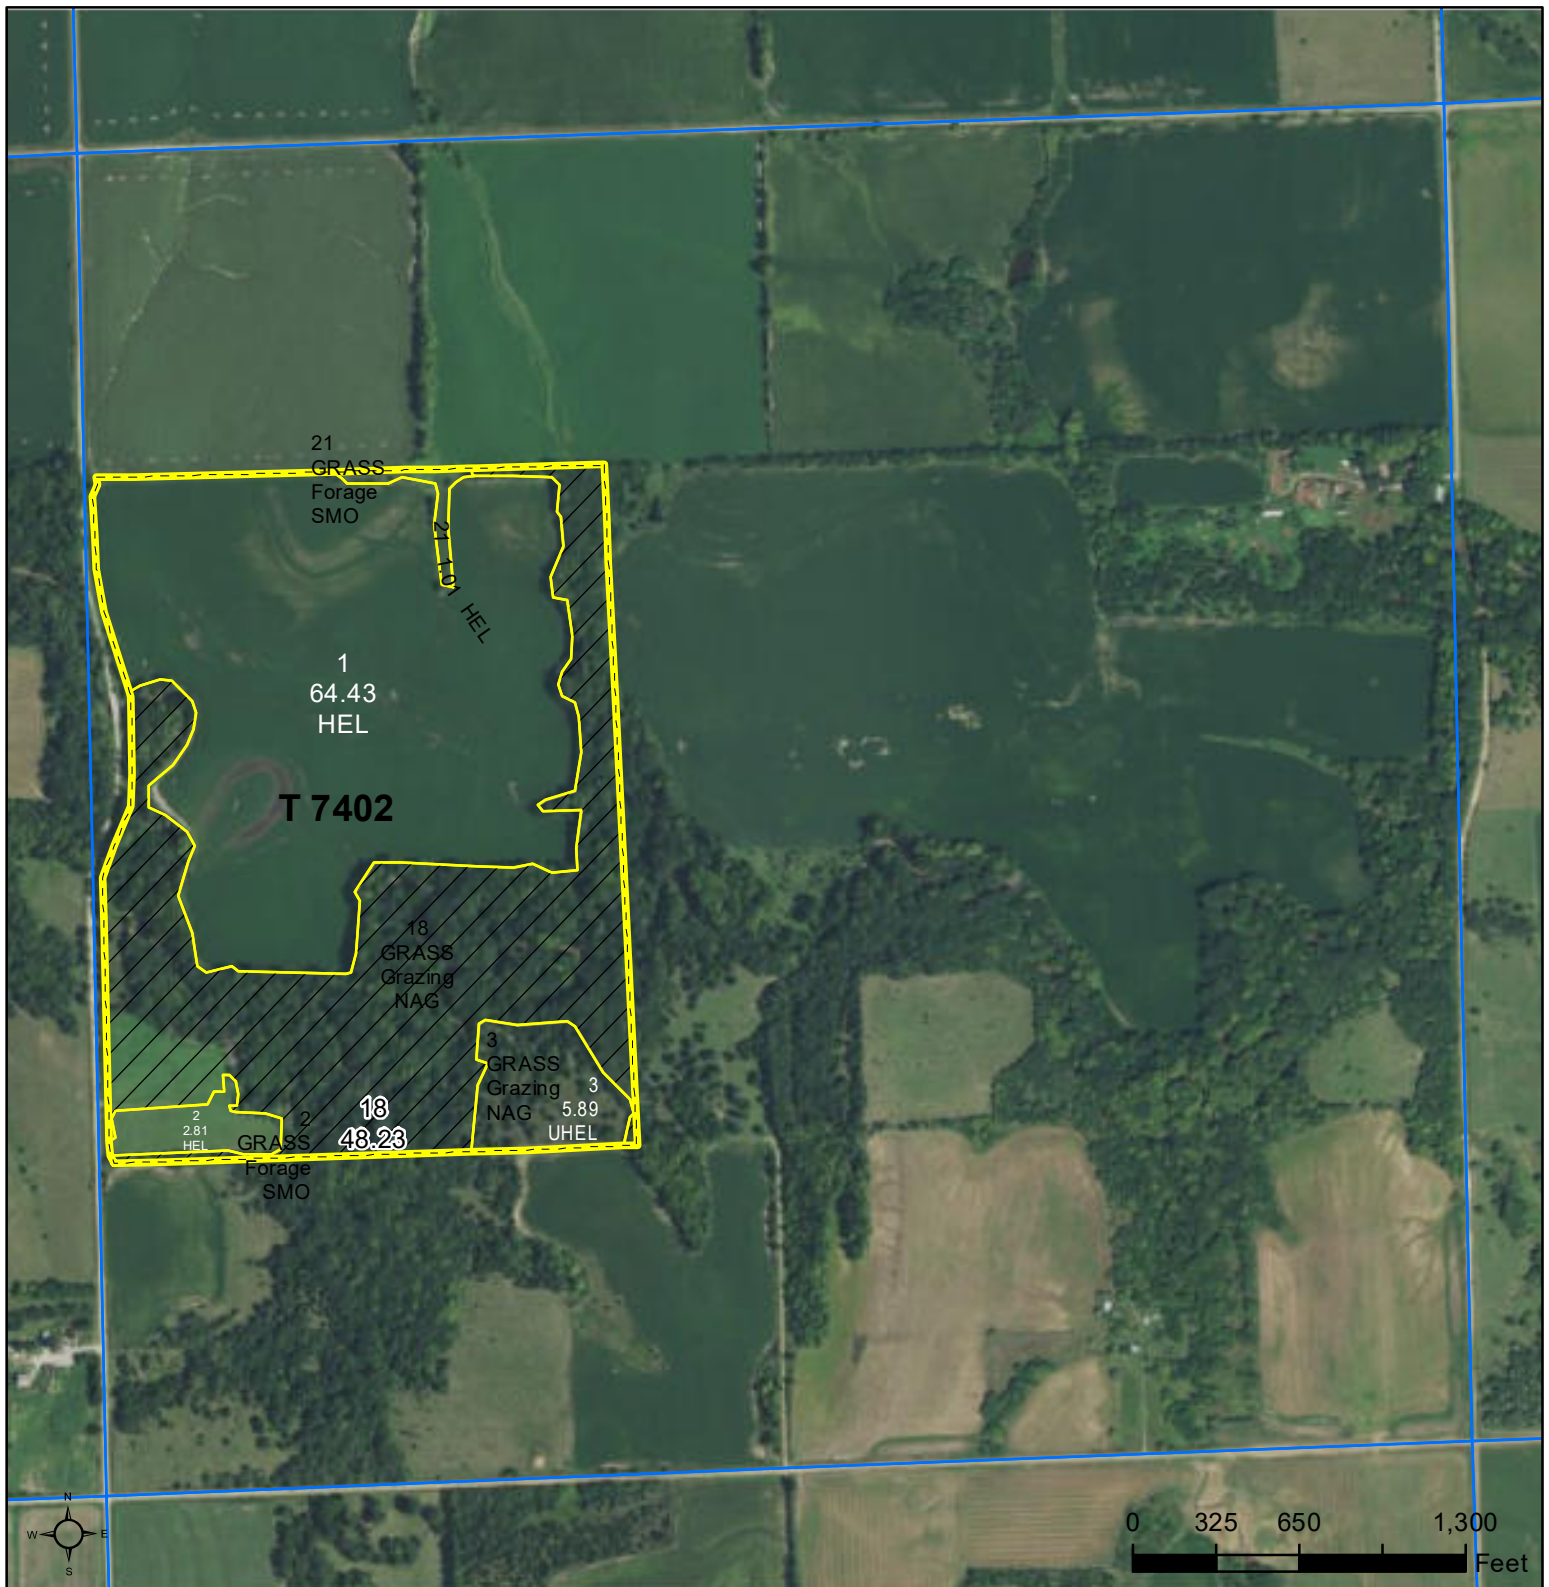 21
GRASS
Forage
SMO
21 1.01 HEL
1
64.43
HEL
T 7402
18
GRASS
Grazing
NAG
3
GRASS
Grazing
NAG
3
5.89
UHEL
2
2.81
HEL
2
GRASS
Forage
SMO
18
48.23
N
W E
S
0 325 650 1,300
Feet